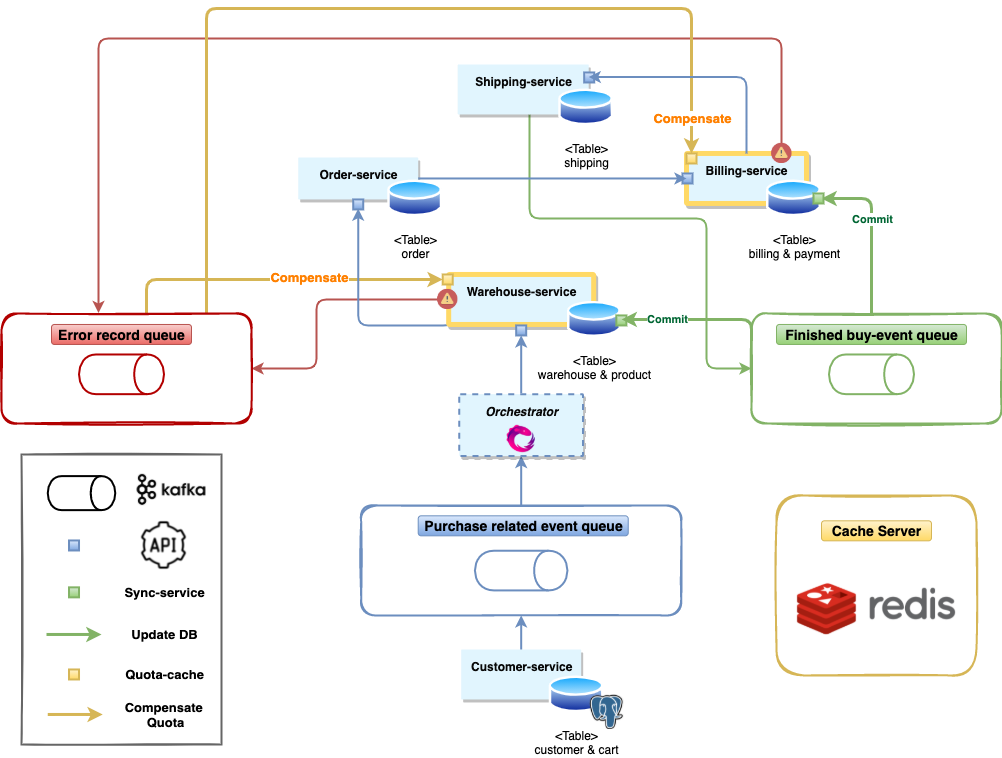 Shipping-service
Compensate
<Table>
shipping
Billing-service
Order-service
<Table>
order
<Table>
billing & payment
Commit
Compensate
Warehouse-service
Commit
<Table>
warehouse & product
Error record queue
Finished buy-event queue
Orchestrator
Purchase related event queue
Customer-service
<Table>
customer & cart
kafka
API
Sync-service
Update DB
Quota-cache
Compensate
Quota
Cache Server
redis